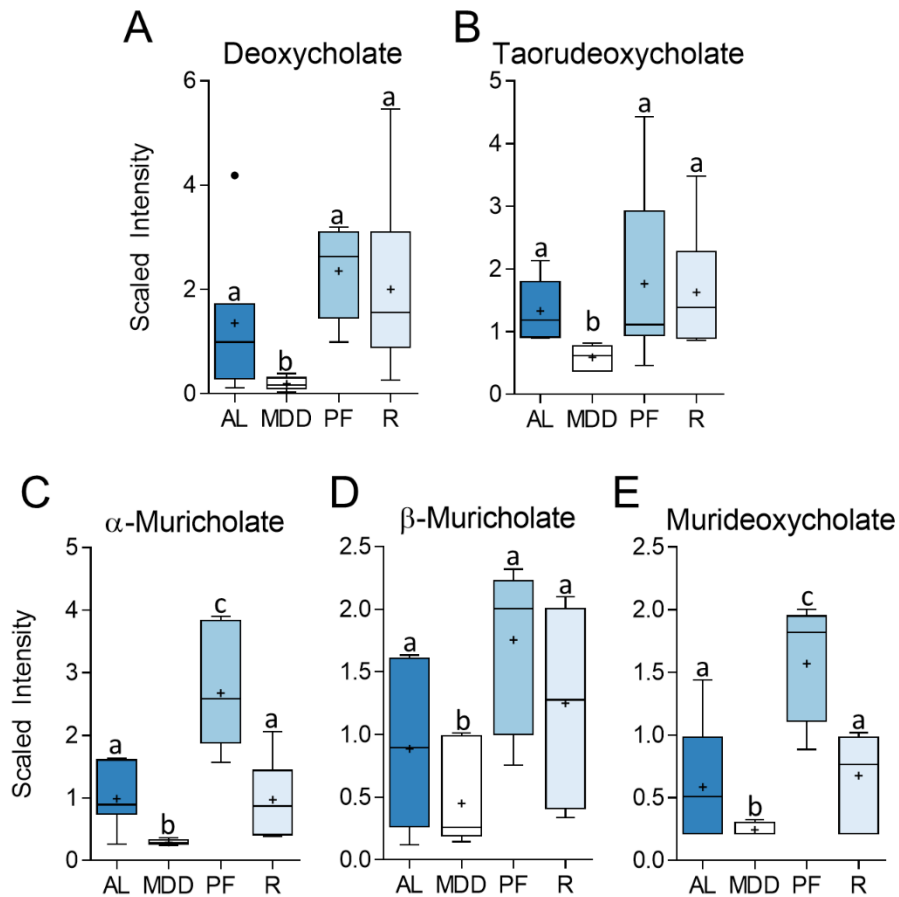 A
Deoxycholate
Scaled Intensity
6
4
2
0
a
b
a
a
AL MDD PF R
B
Taorudeoxycholate
5
4
3
2
1
0
a
b
a
a
AL MDD PF R
C
α-Muricholate
Scaled Intensity
5
4
3
2
1
0
a
b
c
a
AL MDD PF R
D
β-Muricholate
2.5
2.0
1.5
1.0
0.5
0.0
a
b
a
a
AL MDD PF R
E
Murideoxycholate
2.5
2.0
1.5
1.0
0.5
0.0
a
b
c
a
AL MDD PF R